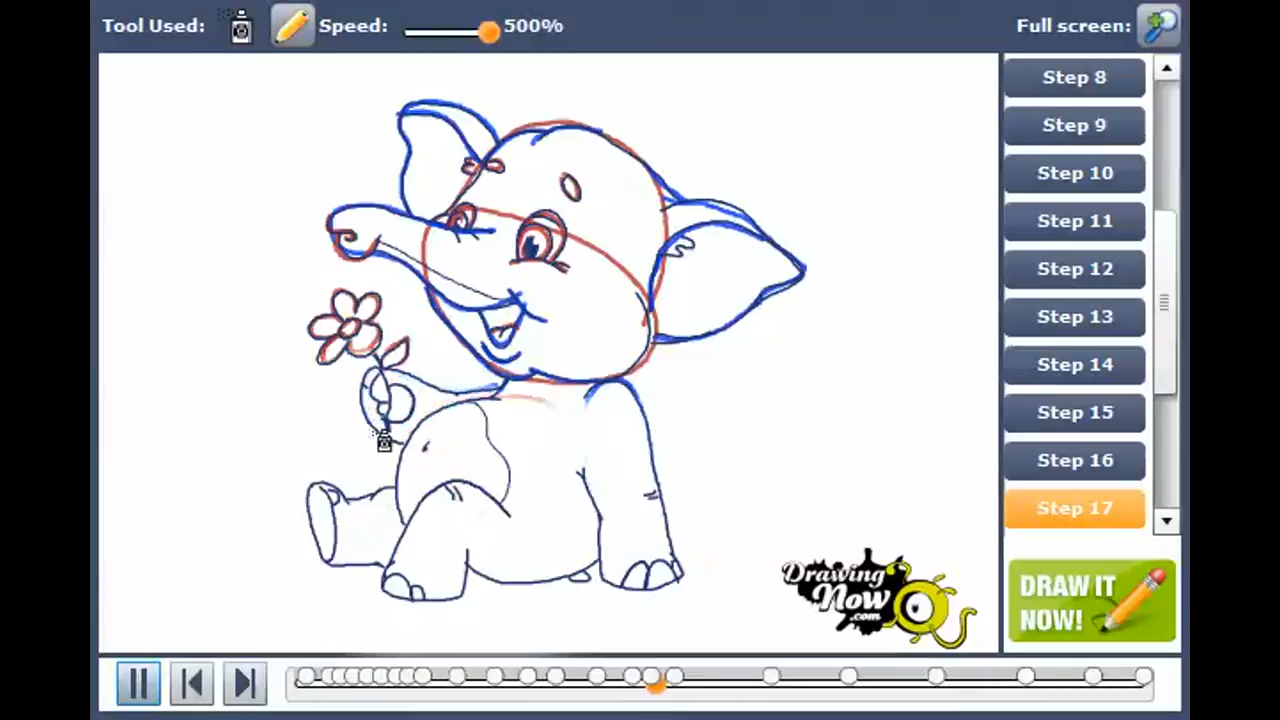 Tool Used:
Speed:
500%
Full screen:
Step 8
Step 9
Step 10
Step 11
Step 12
Step 13
Step 14
Step 15
Step 16
Step 17
DRAW IT
NOW!
Drawing
Now
.com